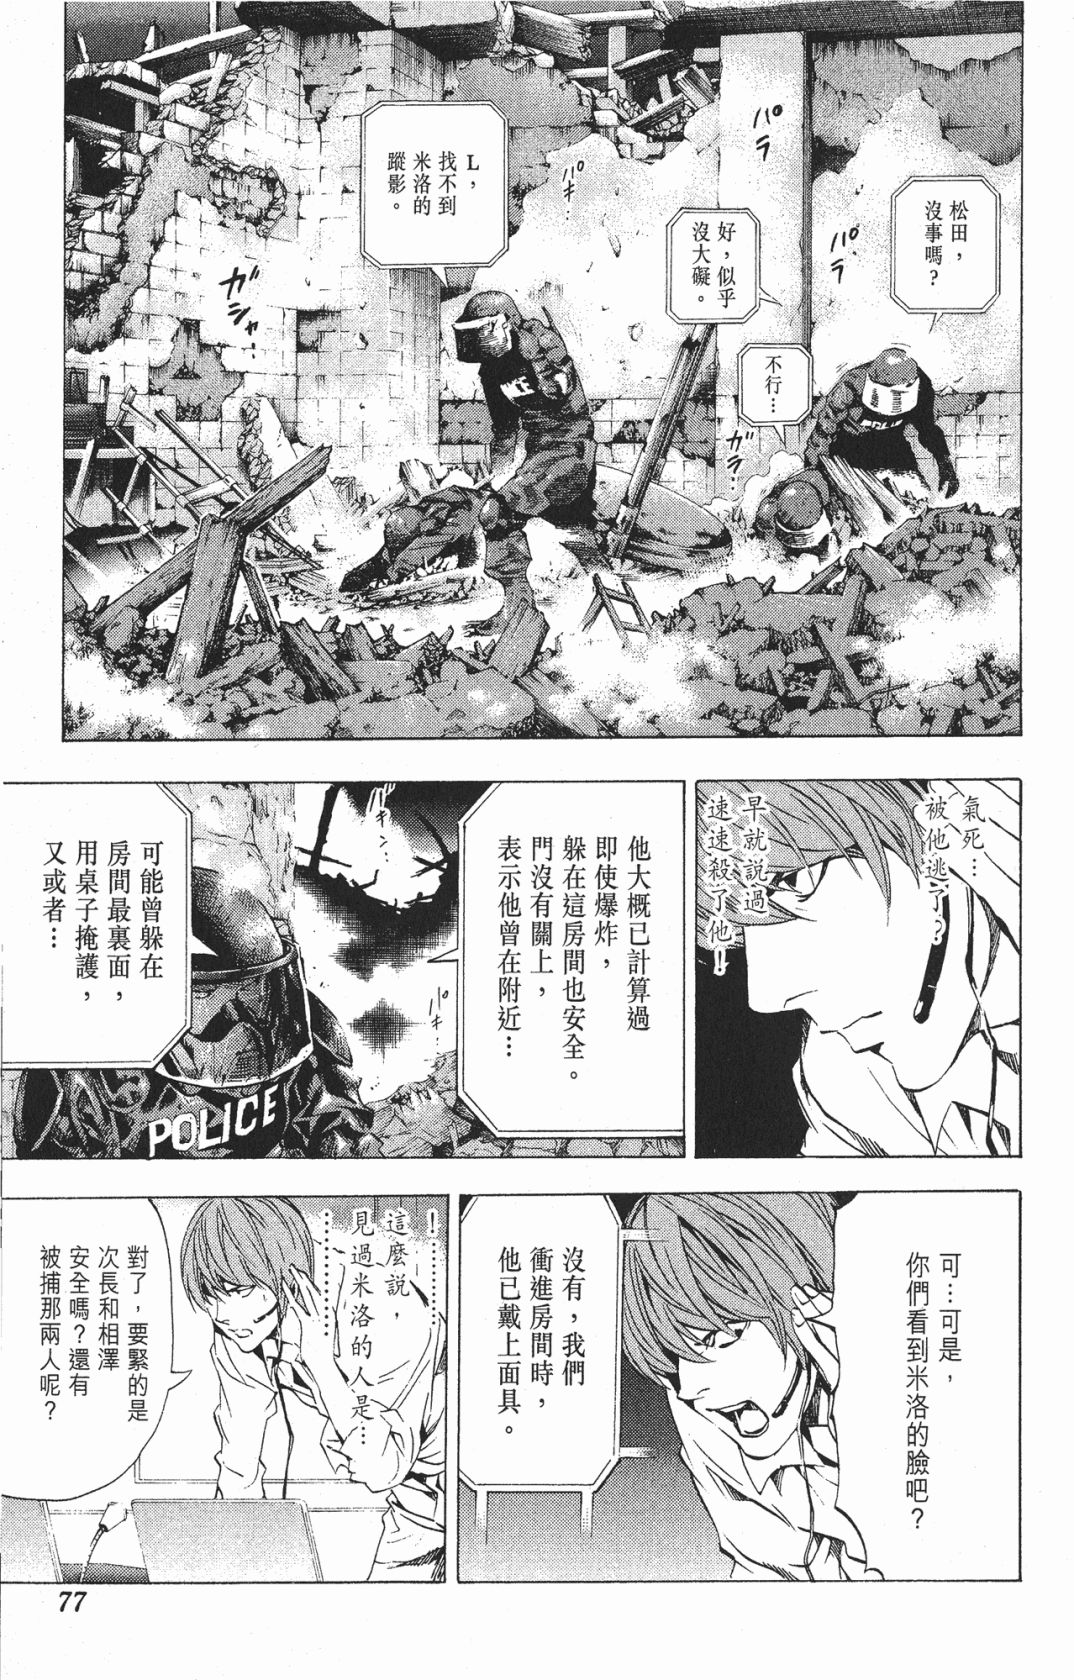 松田，
沒事嗎？
好，似乎
沒大礙。
不行…
L，
找不到
米洛的
蹤影。
パラ
パラ
パキ…
ガシャ…
ガラ…
POLICE
氣死…
被他逃了？
早就說過
速速殺了他！
他大概已計算過
即使爆炸，
躲在這房間也安全。
門沒有關上，
表示他曾在附近…
可能曾躲在
房間最裏面，
用桌子掩護，
又或者…
POLICE
可…可是，
你們看到米洛的臉吧？
沒有，我們
衝進房間時，
他已戴上面具。
！…………
這麼說，
見過米洛的人是…
…………
對了，要緊的是
次長和相澤
安全嗎？還有
被捕那兩人呢？
77